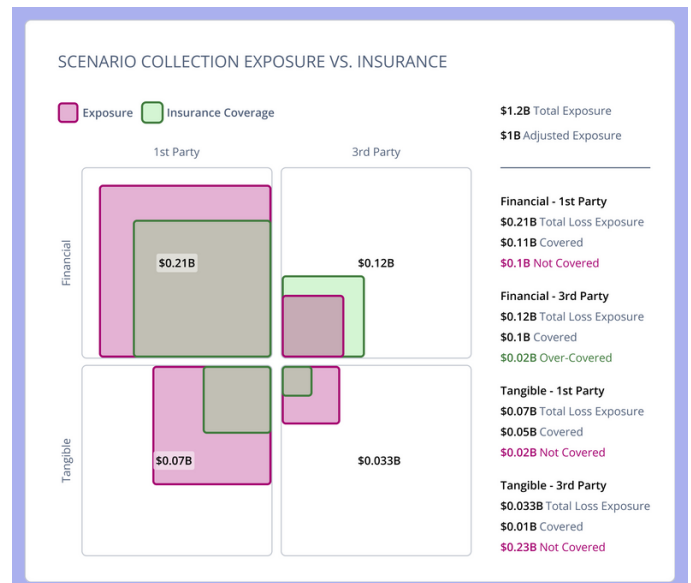 SCENARIO COLLECTION EXPOSURE VS. INSURANCE
Exposure
Insurance Coverage
1st Party
3rd Party
Financial
$0.21B
$0.12B
Tangible
$0.07B
$0.033B
$1.2B Total Exposure
$1B Adjusted Exposure
Financial - 1st Party
$0.21B Total Loss Exposure
$0.11B Covered
$0.1B Not Covered
Financial - 3rd Party
$0.12B Total Loss Exposure
$0.1B Covered
$0.02B Over-Covered
Tangible - 1st Party
$0.07B Total Loss Exposure
$0.05B Covered
$0.02B Not Covered
Tangible - 3rd Party
$0.033B Total Loss Exposure
$0.01B Covered
$0.23B Not Covered